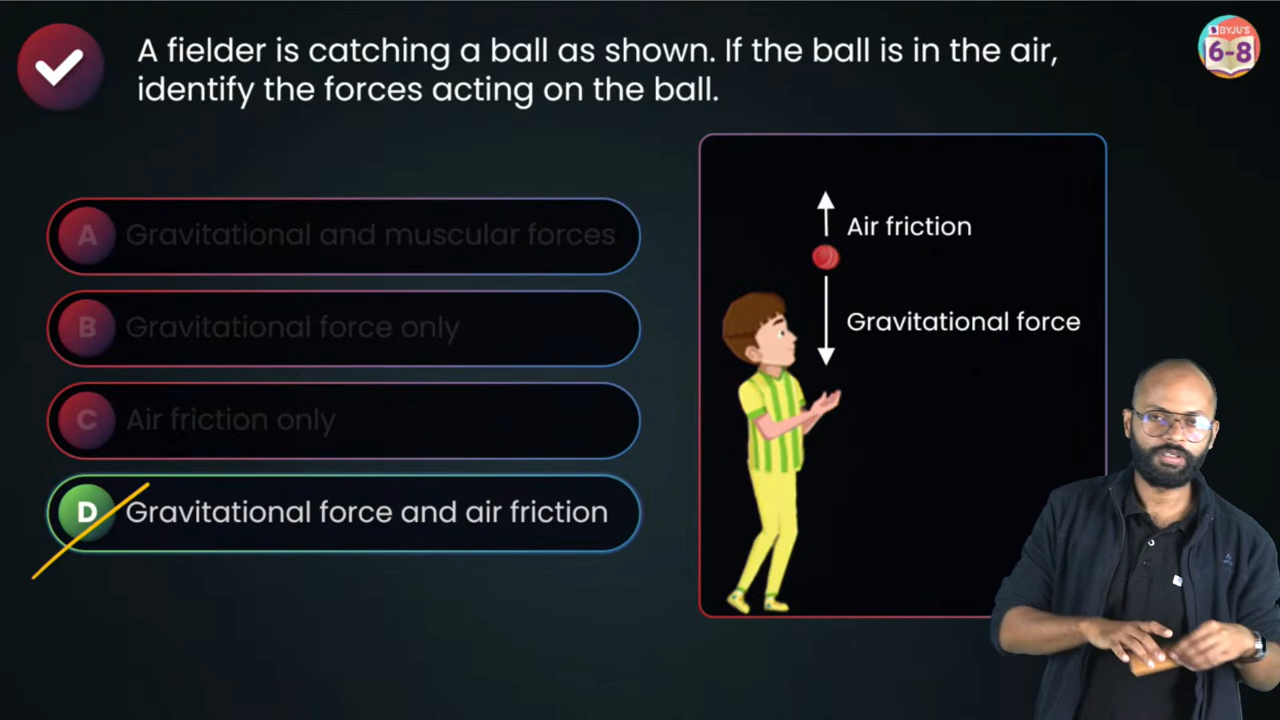 A fielder is catching a ball as shown. If the ball is in the air,
identify the forces acting on the ball.
BYJU'S
6-8
A Gravitational and muscular forces
B Gravitational force only
C Air friction only
D Gravitational force and air friction
Air friction
Gravitational force